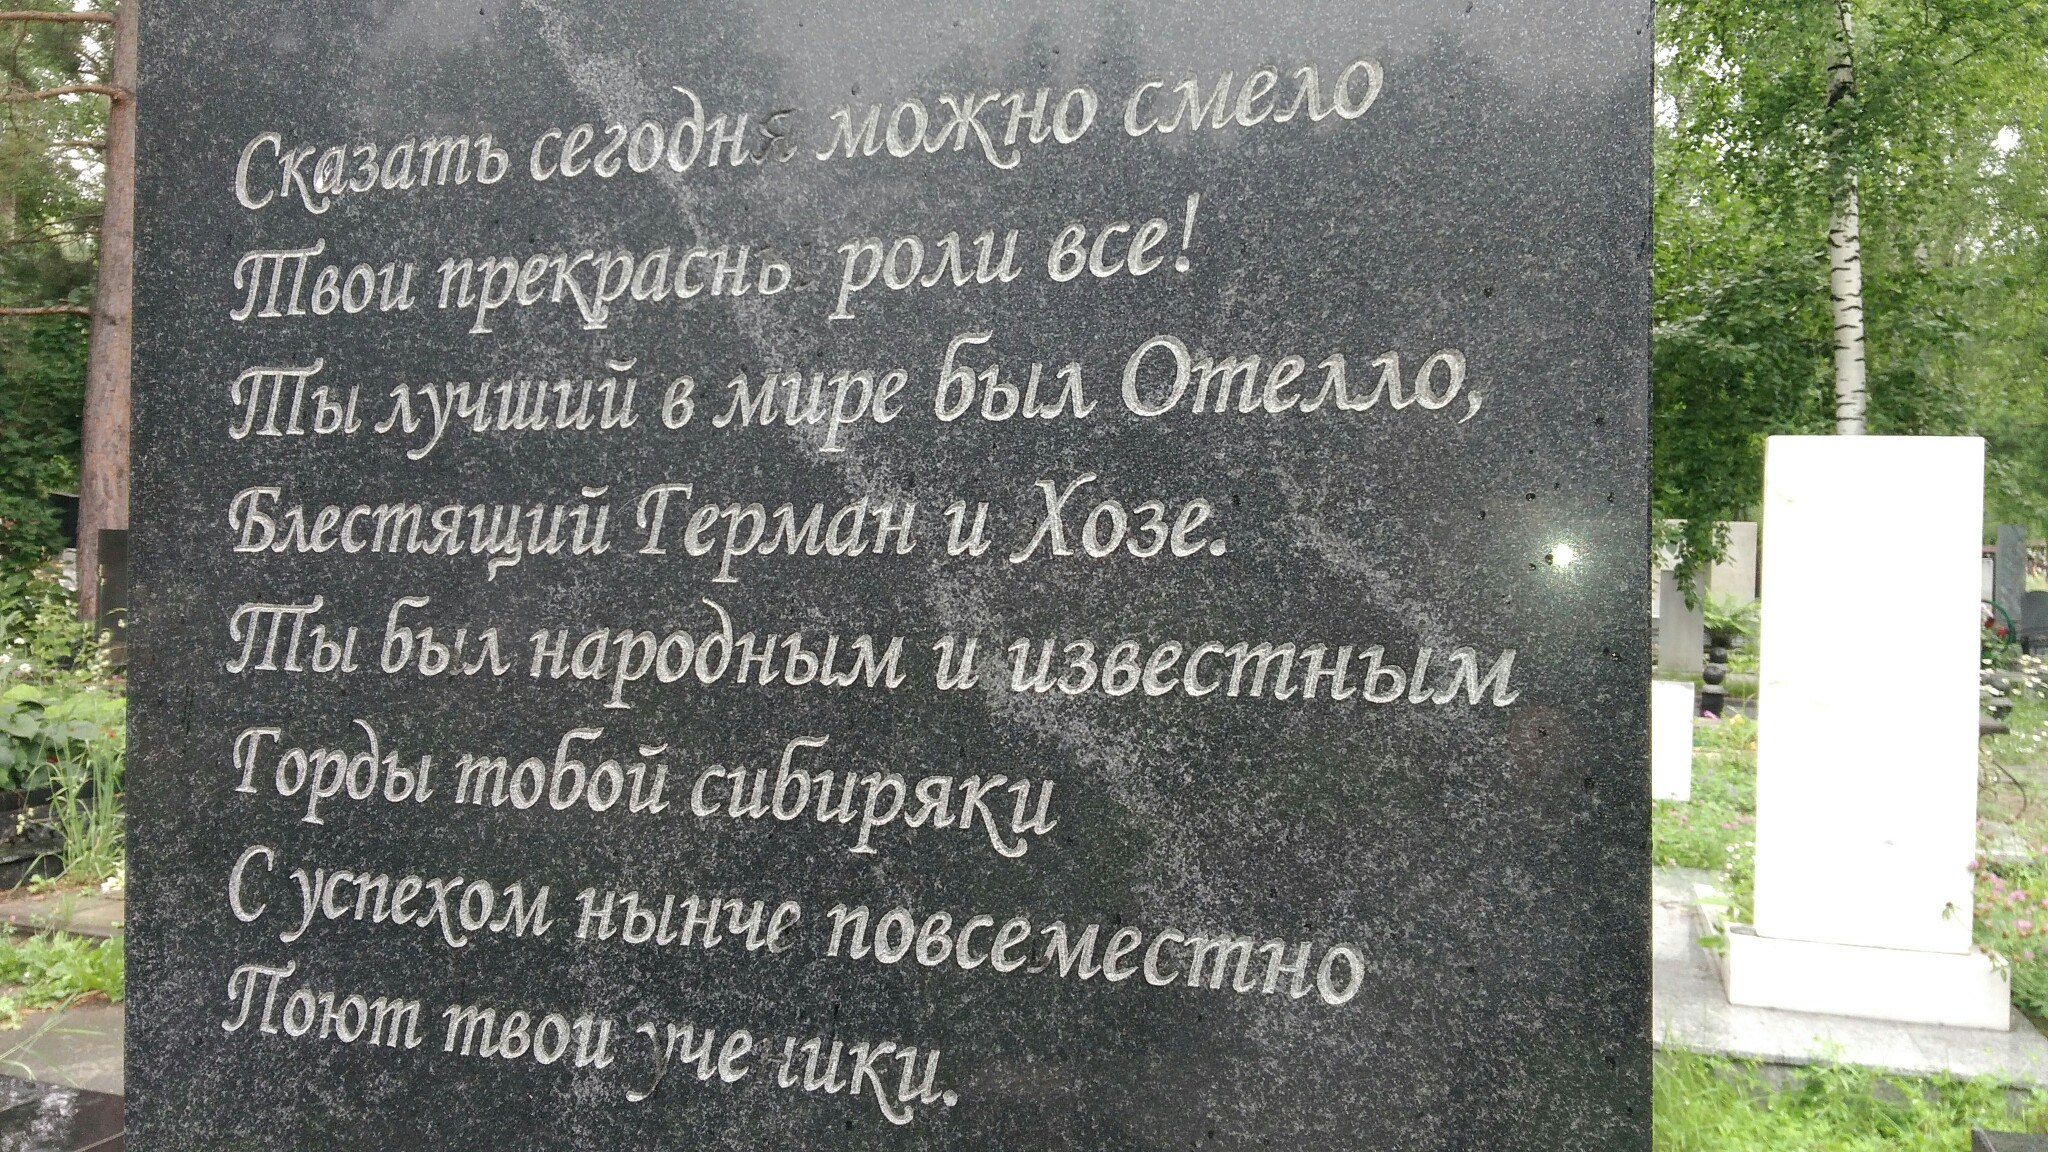 Сказать сегодня можно смело
Твои прекрасны роли все!
Ты лучший в мире был Отелло,
Блестящий Герман и Хозе.
Ты был народным и известным
Горды тобой сибиряки
С успехом нынче повсеместно
Поют твои ученики.